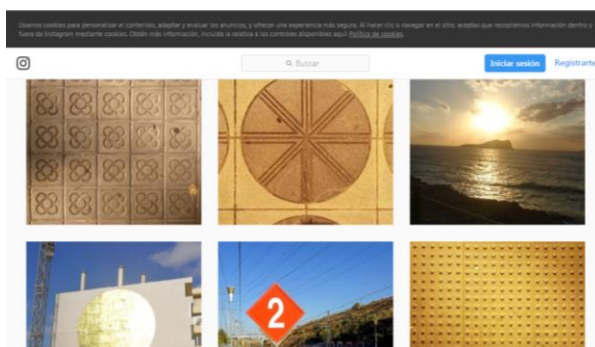 Usamos cookies para personalizar el contenido, adaptar y evaluar los anuncios, y ofrecer una experiencia más segura. Al hacer clic o navegar en el sitio, aceptas que recopilemos información dentro y
fuera de Instagram mediante cookies. Obtén más información, incluida la relativa a los controles disponibles aquí: Política de cookies.
Buscar
Iniciar sesión
Registrarte
2